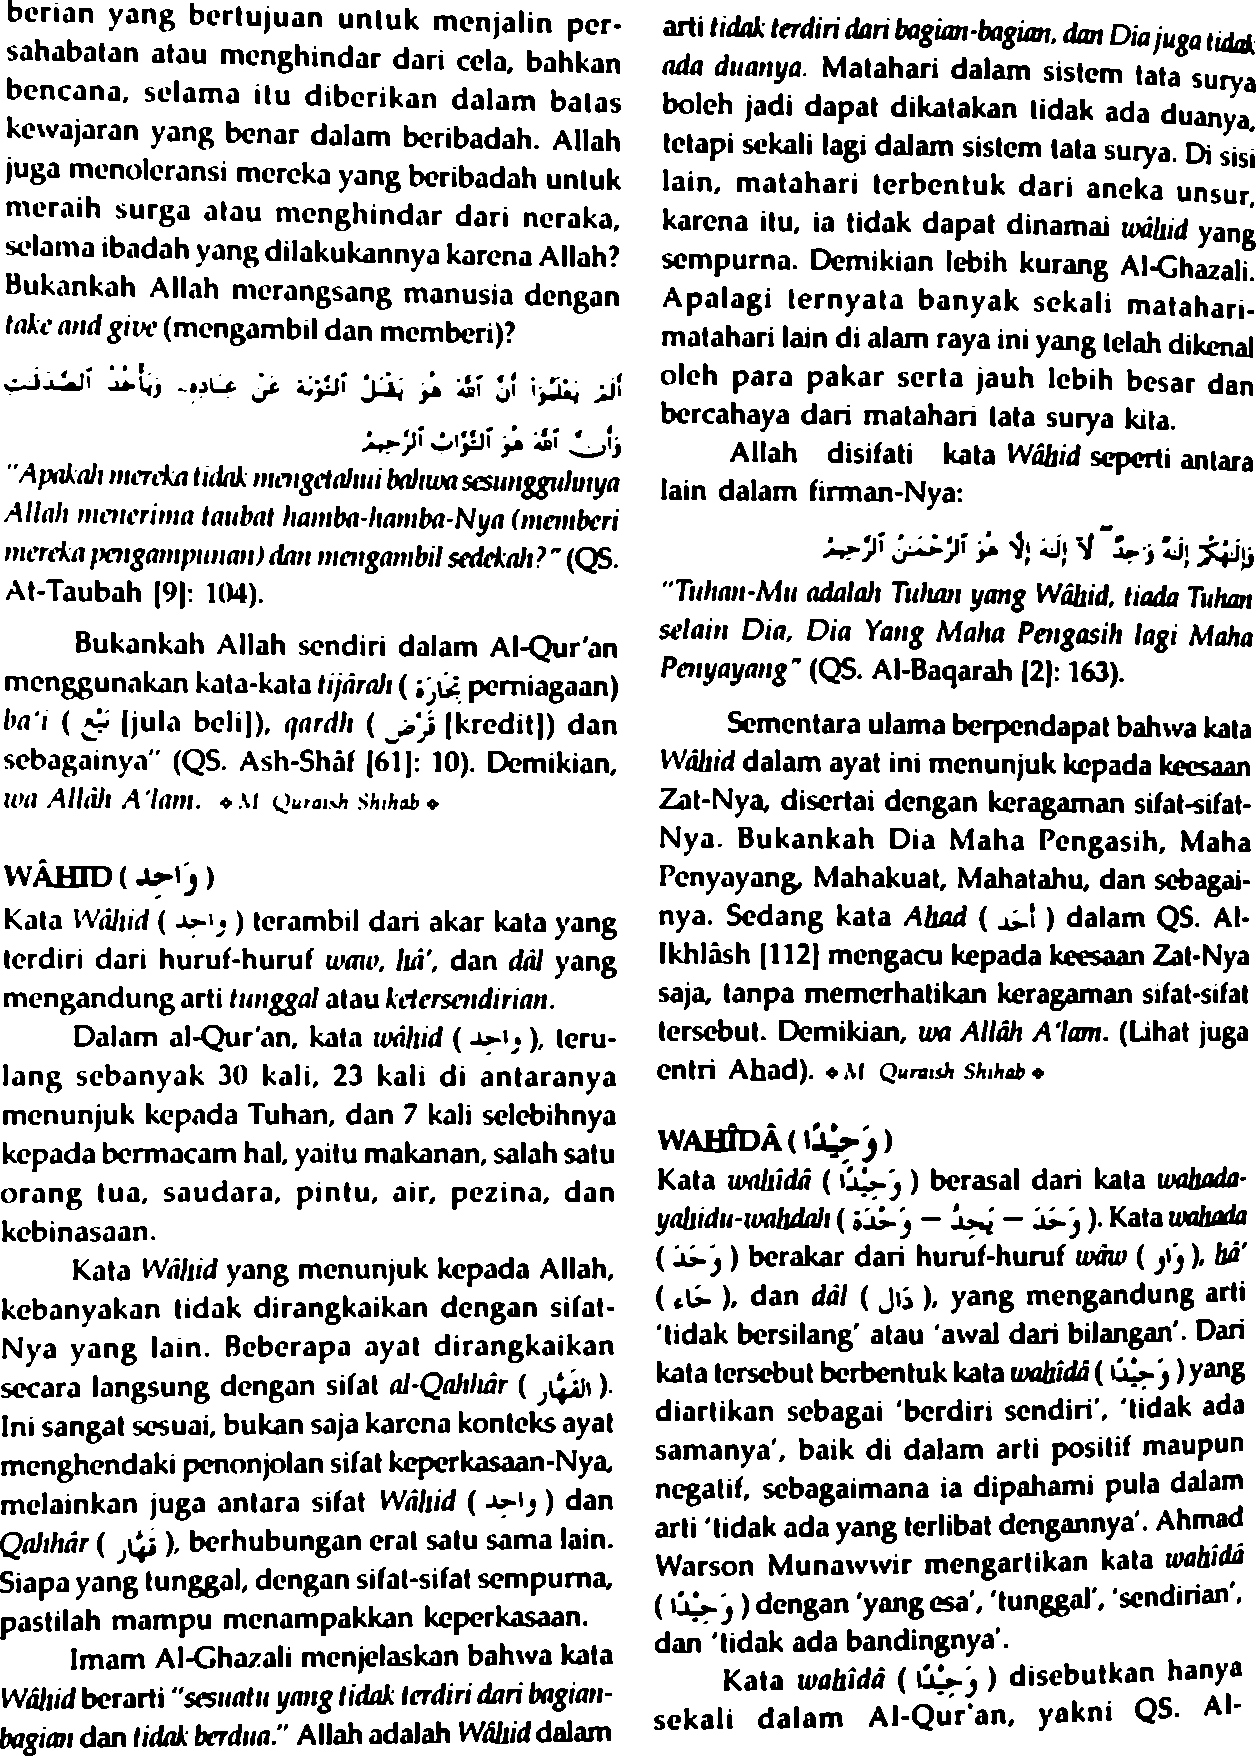 berian yang bertujuan untuk menjalin per-
sahabatan atau menghindar dari cela, bahkan
bencana, selama itu diberikan dalam batas
kewajaran yang benar dalam beribadah. Allah
juga menoleransi mereka yang beribadah untuk
meraih surga atau menghindar dari neraka,
selama ibadah yang dilakukannya karena Allah?
Bukankah Allah merangsang manusia dengan
take and give (mengambil dan memberi)?
أَلَمْ يَعْلَمُوٓا۟ أَنَّ ٱللَّهَ هُوَ يَقْبَلُ ٱلتَّوْبَةَ عَنْ عِبَادِهِۦ وَيَأْخُذُ ٱلصَّدَقَٰتِ
وَأَنَّ ٱللَّهَ هُوَ ٱلتَّوَّابُ ٱلرَّحِيمُ
"Apakah mereka tidak mengetahui bahwa sesungguhnya
Allah menerima taubat hamba-hamba-Nya (memberi
mereka pengampunan) dan mengambil sedekah?" (QS.
At-Taubah [9]: 104).
Bukankah Allah sendiri dalam Al-Qur'an
menggunakan kata-kata tijârah ( تِجَارَة perniagaan)
ba'i ( بَيْع [jula beli]), qardh ( قَرْض [kredit]) dan
sebagainya" (QS. Ash-Shâf [61]: 10). Demikian,
wa Allâh A'lam. ⬥ M Quraish Shihab ⬥
WÂHID ( وَاحِد )
Kata Wâhid ( وَاحِد ) terambil dari akar kata yang
terdiri dari huruf-huruf waw, hâ', dan dâl yang
mengandung arti tunggal atau ketersendirian.
Dalam al-Qur'an, kata wâhid ( وَاحِد ), teru-
lang sebanyak 30 kali, 23 kali di antaranya
menunjuk kepada Tuhan, dan 7 kali selebihnya
kepada bermacam hal, yaitu makanan, salah satu
orang tua, saudara, pintu, air, pezina, dan
kebinasaan.
Kata Wâhid yang menunjuk kepada Allah,
kebanyakan tidak dirangkaikan dengan sifat-
Nya yang lain. Beberapa ayat dirangkaikan
secara langsung dengan sifat al-Qahhâr ( القَهَّار ).
Ini sangat sesuai, bukan saja karena konteks ayat
menghendaki penonjolan sifat keperkasaan-Nya,
melainkan juga antara sifat Wâhid ( وَاحِد ) dan
Qahhâr ( قَهَّار ), berhubungan erat satu sama lain.
Siapa yang tunggal, dengan sifat-sifat sempurna,
pastilah mampu menampakkan keperkasaan.
Imam Al-Ghazali menjelaskan bahwa kata
Wâhid berarti "sesuatu yang tidak terdiri dari bagian-
bagian dan tidak berdua." Allah adalah Wâhid dalam
arti tidak terdiri dari bagian-bagian, dan Dia juga tidak
ada duanya. Matahari dalam sistem tata surya
boleh jadi dapat dikatakan tidak ada duanya,
tetapi sekali lagi dalam sistem tata surya. Di sisi
lain, matahari terbentuk dari aneka unsur,
karena itu, ia tidak dapat dinamai wâhid yang
sempurna. Demikian lebih kurang Al-Ghazali.
Apalagi ternyata banyak sekali matahari-
matahari lain di alam raya ini yang telah dikenal
oleh para pakar serta jauh lebih besar dan
bercahaya dari matahari tata surya kita.
Allah disifati kata Wâhid seperti antara
lain dalam firman-Nya:
وَإِلَٰهُكُمْ إِلَٰهٌ وَٰحِدٌ ۖ لَّآ إِلَٰهَ إِلَّا هُوَ ٱلرَّحْمَٰنُ ٱلرَّحِيمُ
"Tuhan-Mu adalah Tuhan yang Wâhid, tiada Tuhan
selain Dia, Dia Yang Maha Pengasih lagi Maha
Penyayang" (QS. Al-Baqarah [2]: 163).
Sementara ulama berpendapat bahwa kata
Wâhid dalam ayat ini menunjuk kepada keesaan
Zat-Nya, disertai dengan keragaman sifat-sifat-
Nya. Bukankah Dia Maha Pengasih, Maha
Penyayang, Mahakuat, Mahatahu, dan sebagai-
nya. Sedang kata Ahad ( أَحَد ) dalam QS. Al-
Ikhlâsh [112] mengacu kepada keesaan Zat-Nya
saja, tanpa memerhatikan keragaman sifat-sifat
tersebut. Demikian, wa Allâh A'lam. (Lihat juga
entri Ahad). ⬥ M Quraish Shihab ⬥
WAHÎDÂ ( وَحِيْدًا )
Kata wahîdâ ( وَحِيْدًا ) berasal dari kata wahada-
yahidu-wahdah ( وَحَدَ – يَحِدُ – وَحْدَة ). Kata wahada
( وَحَدَ ) berakar dari huruf-huruf wâw ( وَاو ), hâ'
( حَاء ), dan dâl ( دَال ), yang mengandung arti
'tidak bersilang' atau 'awal dari bilangan'. Dari
kata tersebut berbentuk kata wahîdâ ( وَحِيْدًا ) yang
diartikan sebagai 'berdiri sendiri', 'tidak ada
samanya', baik di dalam arti positif maupun
negatif, sebagaimana ia dipahami pula dalam
arti 'tidak ada yang terlibat dengannya'. Ahmad
Warson Munawwir mengartikan kata wahîdâ
( وَحِيْدًا ) dengan 'yang esa', 'tunggal', 'sendirian',
dan 'tidak ada bandingnya'.
Kata wahîdâ ( وَحِيْدًا ) disebutkan hanya
sekali dalam Al-Qur'an, yakni QS. Al-